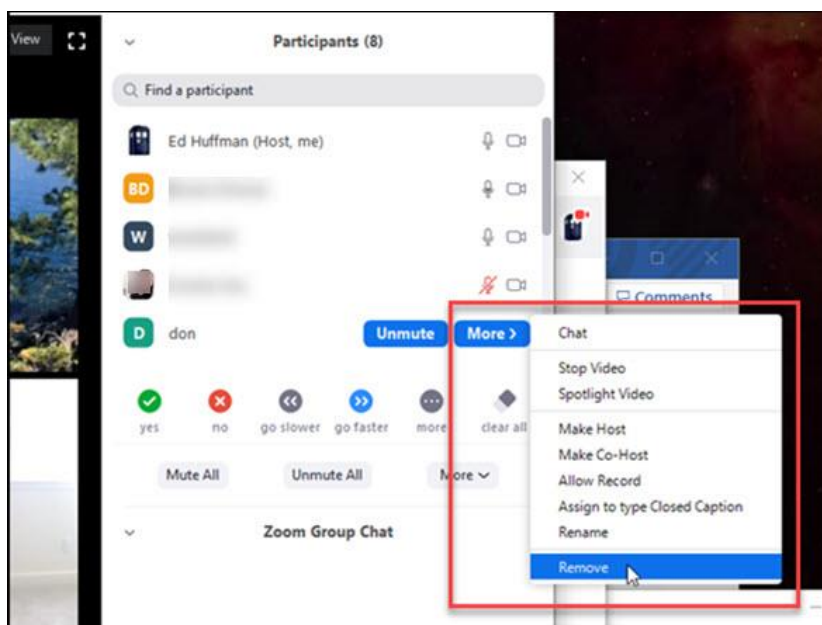 View
Participants (8)
Find a participant
Ed Huffman (Host, me)
BD
W
D don Unmute More >
Comments
Chat
Stop Video
Spotlight Video
Make Host
Make Co-Host
Allow Record
Assign to type Closed Caption
Rename
Remove
yes no go slower go faster more clear all
Mute All Unmute All More
Zoom Group Chat